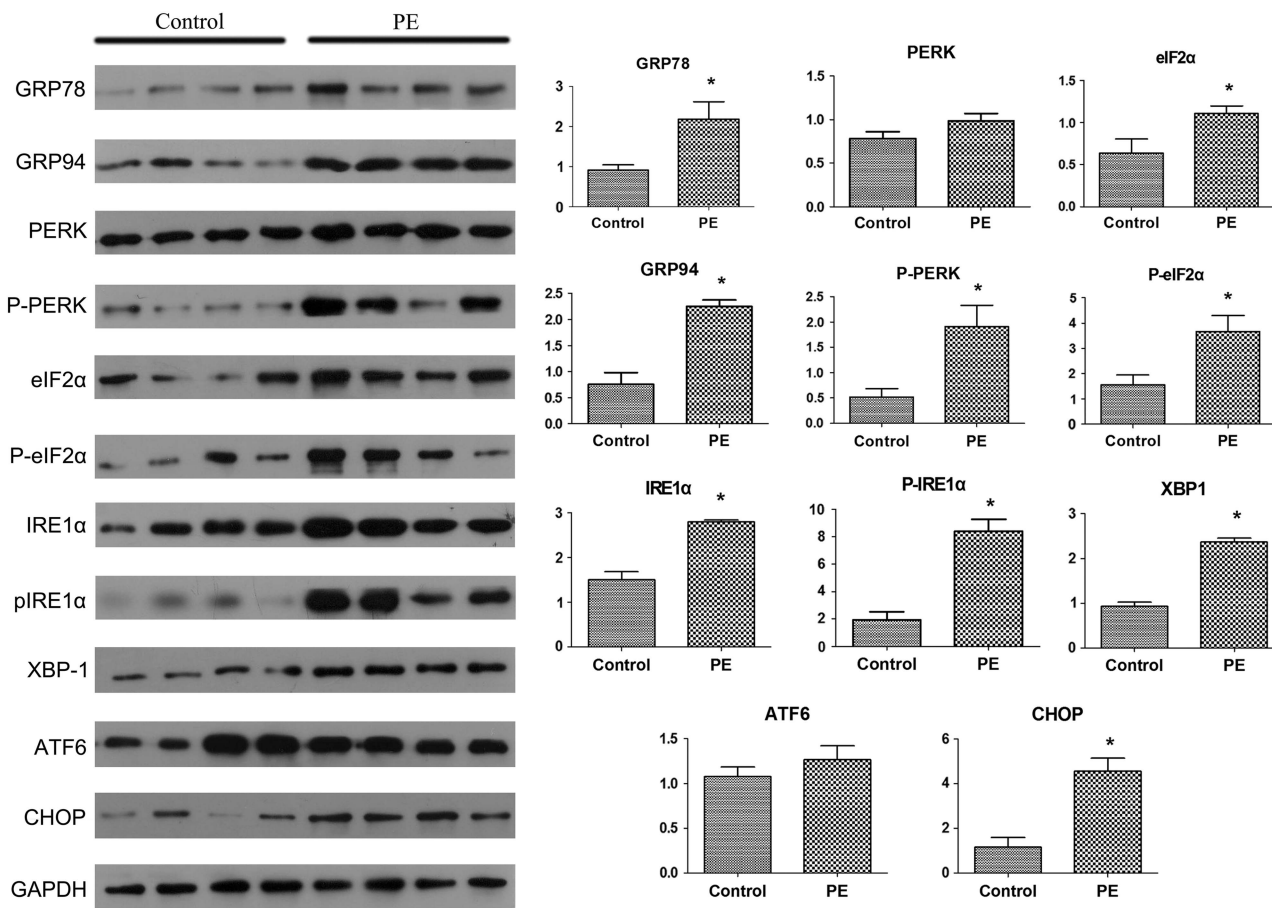 Control PE
GRP78
GRP94
PERK
P-PERK
eIF2α
P-eIF2α
IRE1α
pIRE1α
XBP-1
ATF6
CHOP
GAPDH
GRP78
*
3
2
1
0
Control PE
PERK
1.5
1.0
0.5
0.0
Control PE
eIF2α
*
1.5
1.0
0.5
0.0
Control PE
GRP94
*
2.5
2.0
1.5
1.0
0.5
0.0
Control PE
P-PERK
*
2.5
2.0
1.5
1.0
0.5
0.0
Control PE
P-eIF2α
*
5
4
3
2
1
0
Control PE
IRE1α
*
3
2
1
0
Control PE
P-IRE1α
*
10
8
6
4
2
0
Control PE
XBP1
*
3
2
1
0
Control PE
ATF6
1.5
1.0
0.5
0.0
Control PE
CHOP
*
6
4
2
0
Control PE